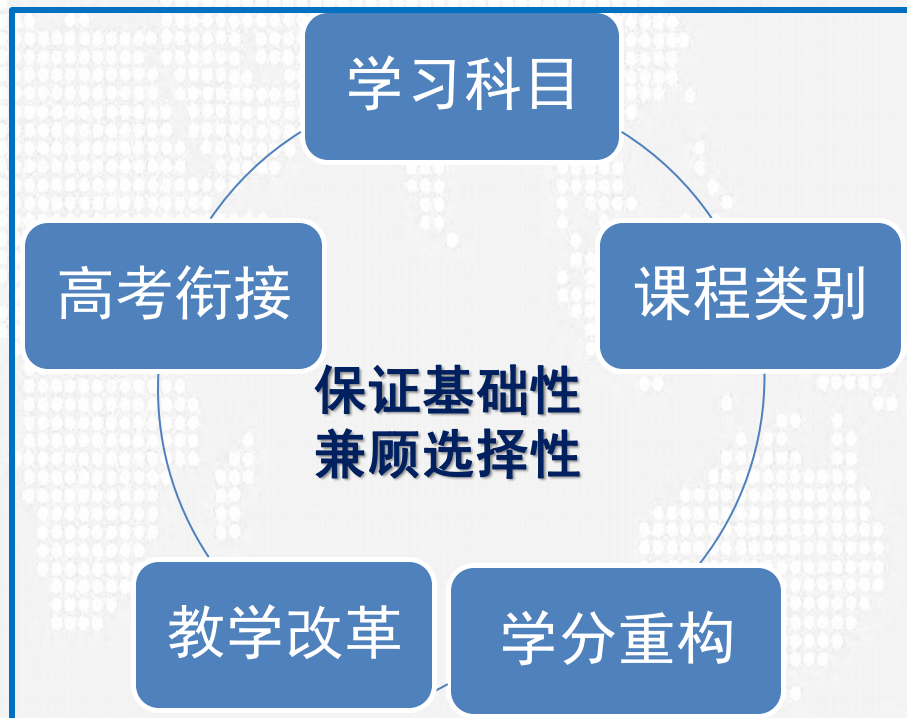 学习科目
高考衔接
课程类别
保证基础性
兼顾选择性
教学改革
学分重构